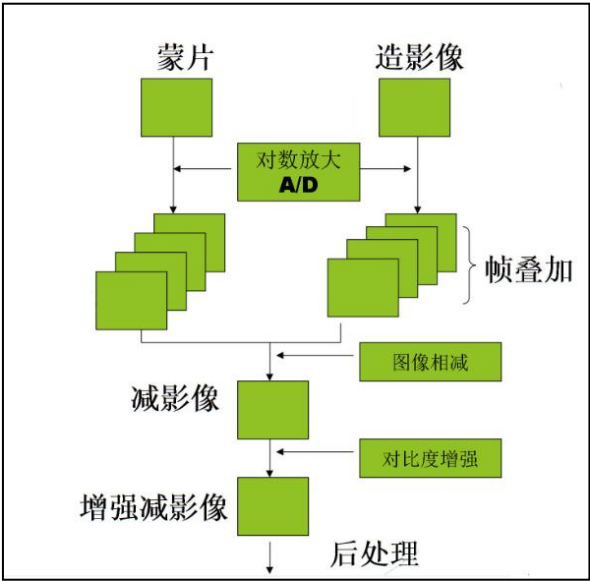 蒙片
造影像
对数放大
A/D
帧叠加
图像相减
减影像
对比度增强
增强减影像
后处理